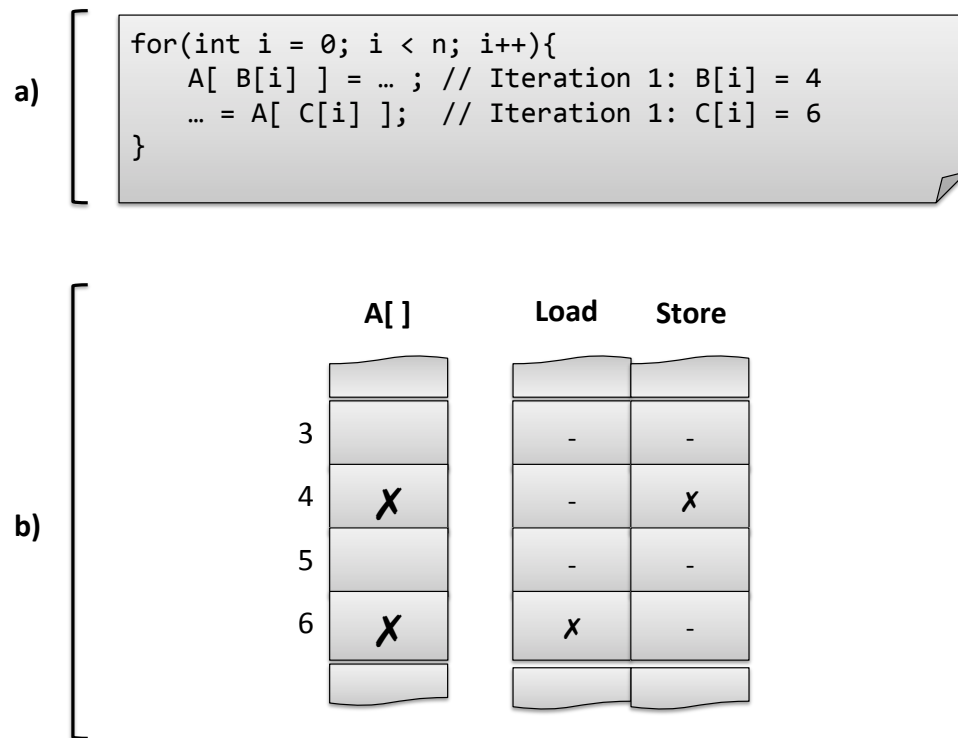 a)
for(int i = 0; i < n; i++){
A[ B[i] ] = … ; // Iteration 1: B[i] = 4
… = A[ C[i] ]; // Iteration 1: C[i] = 6
}
b)
A[ ] Load Store
3 - -
4 ✗ - ✗
5 - -
6 ✗ ✗ -